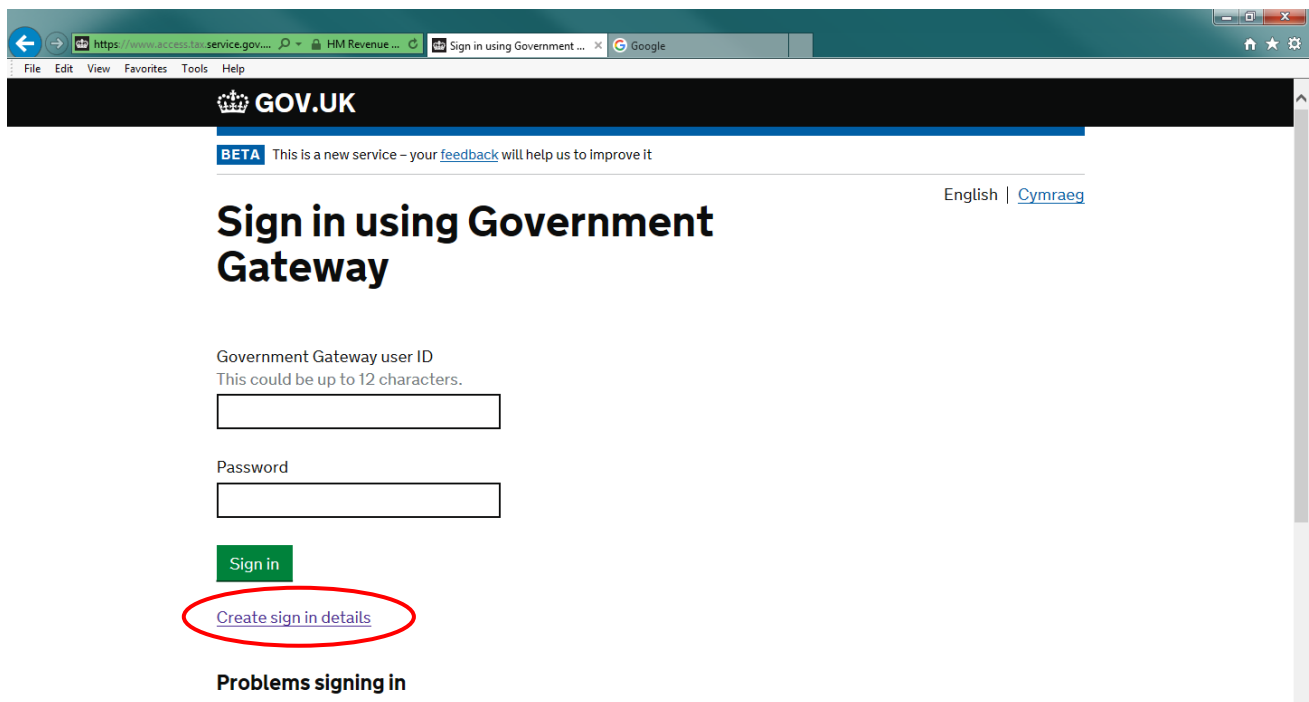 https://www.access.tax.service.gov.... HM Revenue ... Sign in using Government ... Google
File Edit View Favorites Tools Help
GOV.UK
BETA This is a new service – your feedback will help us to improve it
English | Cymraeg
Sign in using Government
Gateway
Government Gateway user ID
This could be up to 12 characters.
Password
Sign in
Create sign in details
Problems signing in